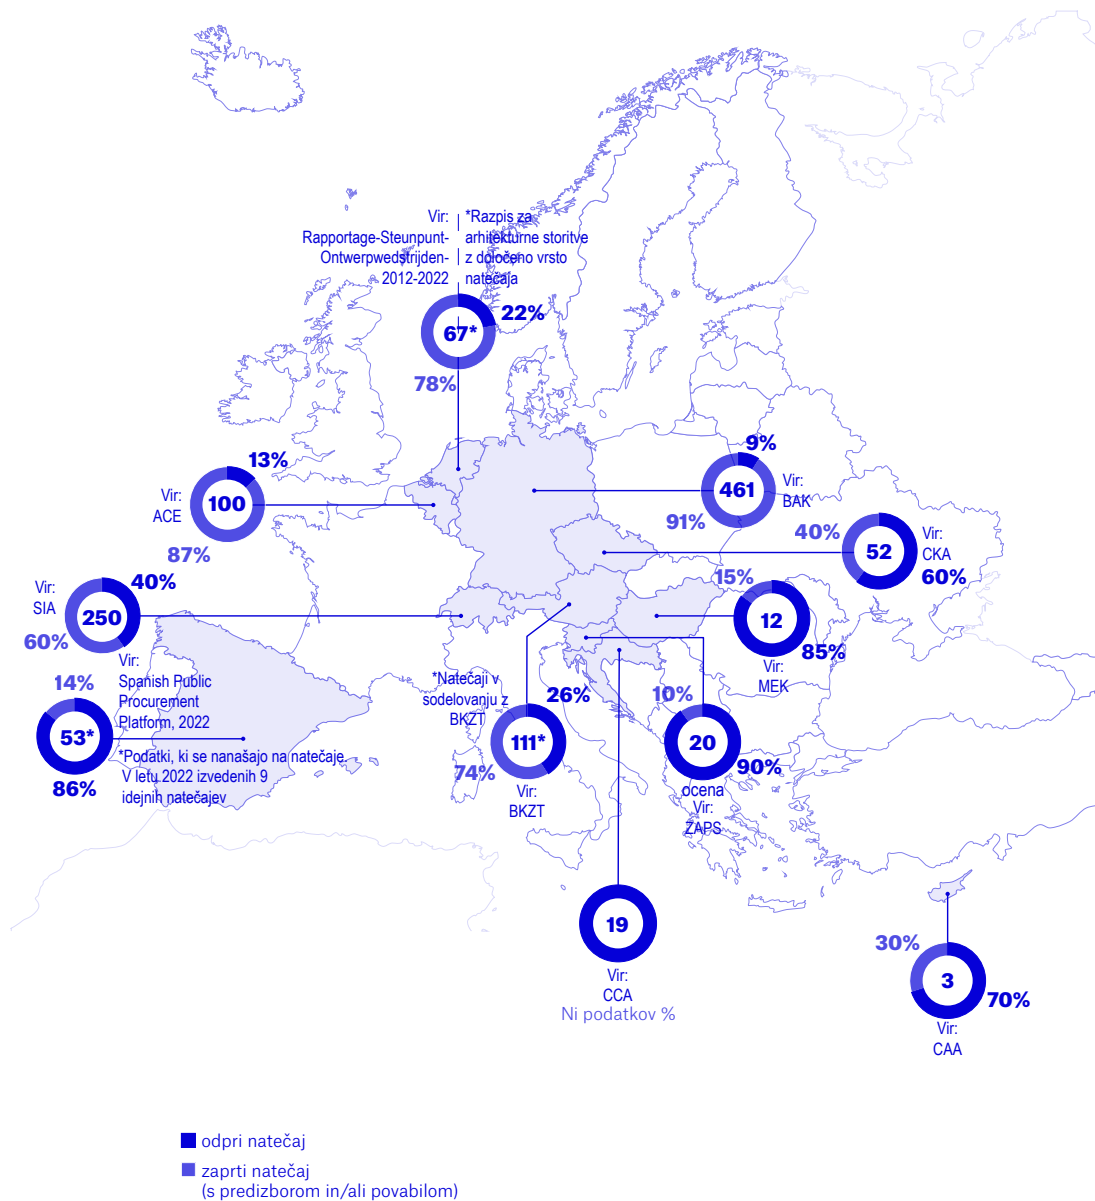 Vir:
Rapportage-Steunpunt-
Ontwerpwedstrijden-
2012-2022
*Razpis za
arhitekturne storitve
z določeno vrsto
natečaja
67*
22%
78%
13%
Vir:
ACE
100
87%
9%
461
Vir:
BAK
91%
40%
52
Vir:
CKA
60%
Vir:
SIA
40%
250
60%
15%
12
85%
Vir:
MEK
Vir:
Spanish Public
Procurement
Platform, 2022
14%
53*
86%
*Podatki, ki se nanašajo na natečaje.
V letu 2022 izvedenih 9
idejnih natečajev
*Natečaji v
sodelovanju z
BKZT
26%
111*
74%
Vir:
BKZT
10%
20
90%
ocena
Vir:
ZAPS
19
Vir:
CCA
Ni podatkov %
30%
3
70%
Vir:
CAA
odpri natečaj
zaprti natečaj
(s predizborom in/ali povabilom)